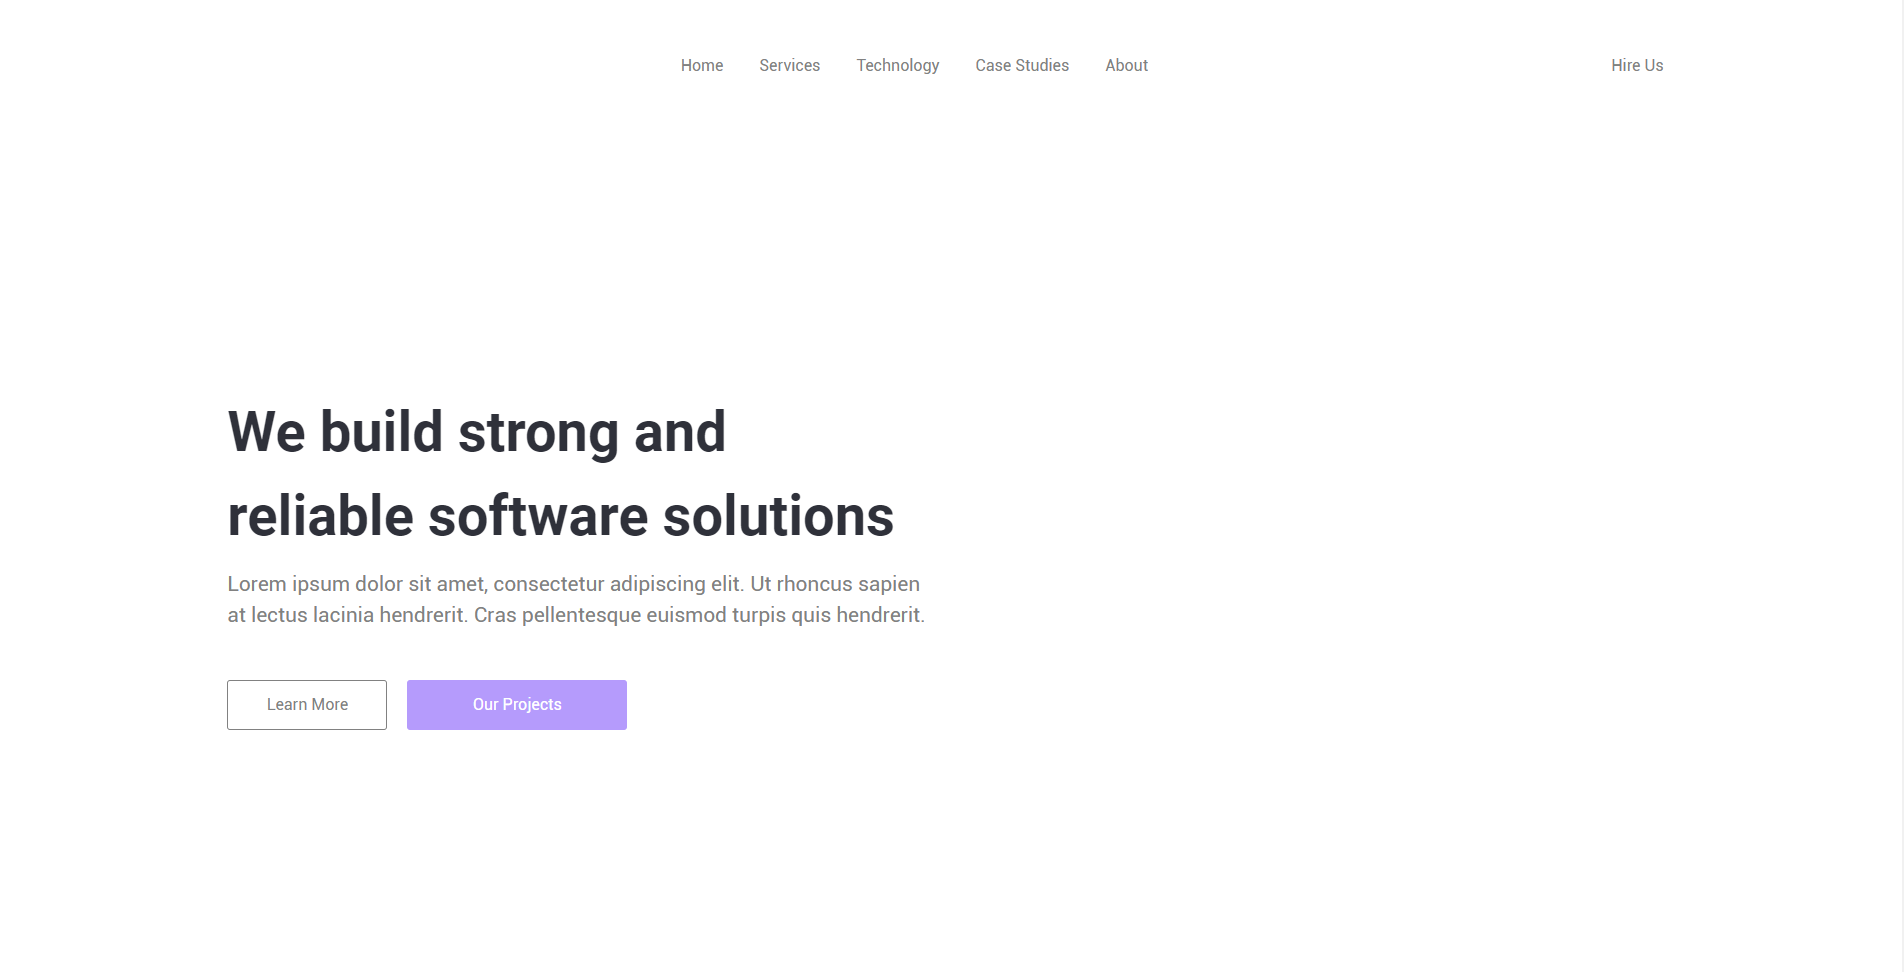 Home Services Technology Case Studies About Hire Us
We build strong and
reliable software solutions
Lorem ipsum dolor sit amet, consectetur adipiscing elit. Ut rhoncus sapien
at lectus lacinia hendrerit. Cras pellentesque euismod turpis quis hendrerit.
Learn More Our Projects